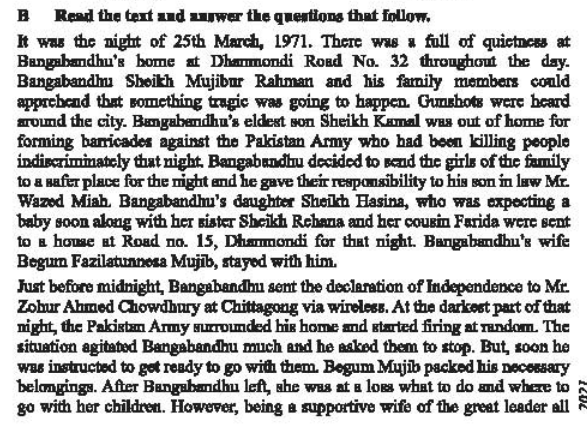 B Read the text and answer the questions that follow.
It was the night of 25th March, 1971. There was a full of quietness at
Bangabandhu's home at Dhanmondi Road No. 32 throughout the day.
Bangabandhu Sheikh Mujibur Rahman and his family members could
apprehend that something tragic was going to happen. Gunshots were heard
around the city. Bangabandhu's eldest son Sheikh Kamal was out of home for
forming barricades against the Pakistan Army who had been killing people
indiscriminately that night. Bangabandhu decided to send the girls of the family
to a safer place for the night and he gave their responsibility to his son in law Mr.
Wazed Miah. Bangabandhu's daughter Sheikh Hasina, who was expecting a
baby soon along with her sister Sheikh Rehana and her cousin Farida were sent
to a house at Road no. 15, Dhanmondi for that night. Bangabandhu's wife
Begum Fazilatunnesa Mujib, stayed with him.
Just before midnight, Bangabandhu sent the declaration of Independence to Mr.
Zohur Ahmed Chowdhury at Chittagong via wireless. At the darkest part of that
night, the Pakistan Army surrounded his home and started firing at random. The
situation agitated Bangabandhu much and he asked them to stop. But, soon he
was instructed to get ready to go with them. Begum Mujib packed his necessary
belongings. After Bangabandhu left, she was at a loss what to do and where to
go with her children. However, being a supportive wife of the great leader all
2021